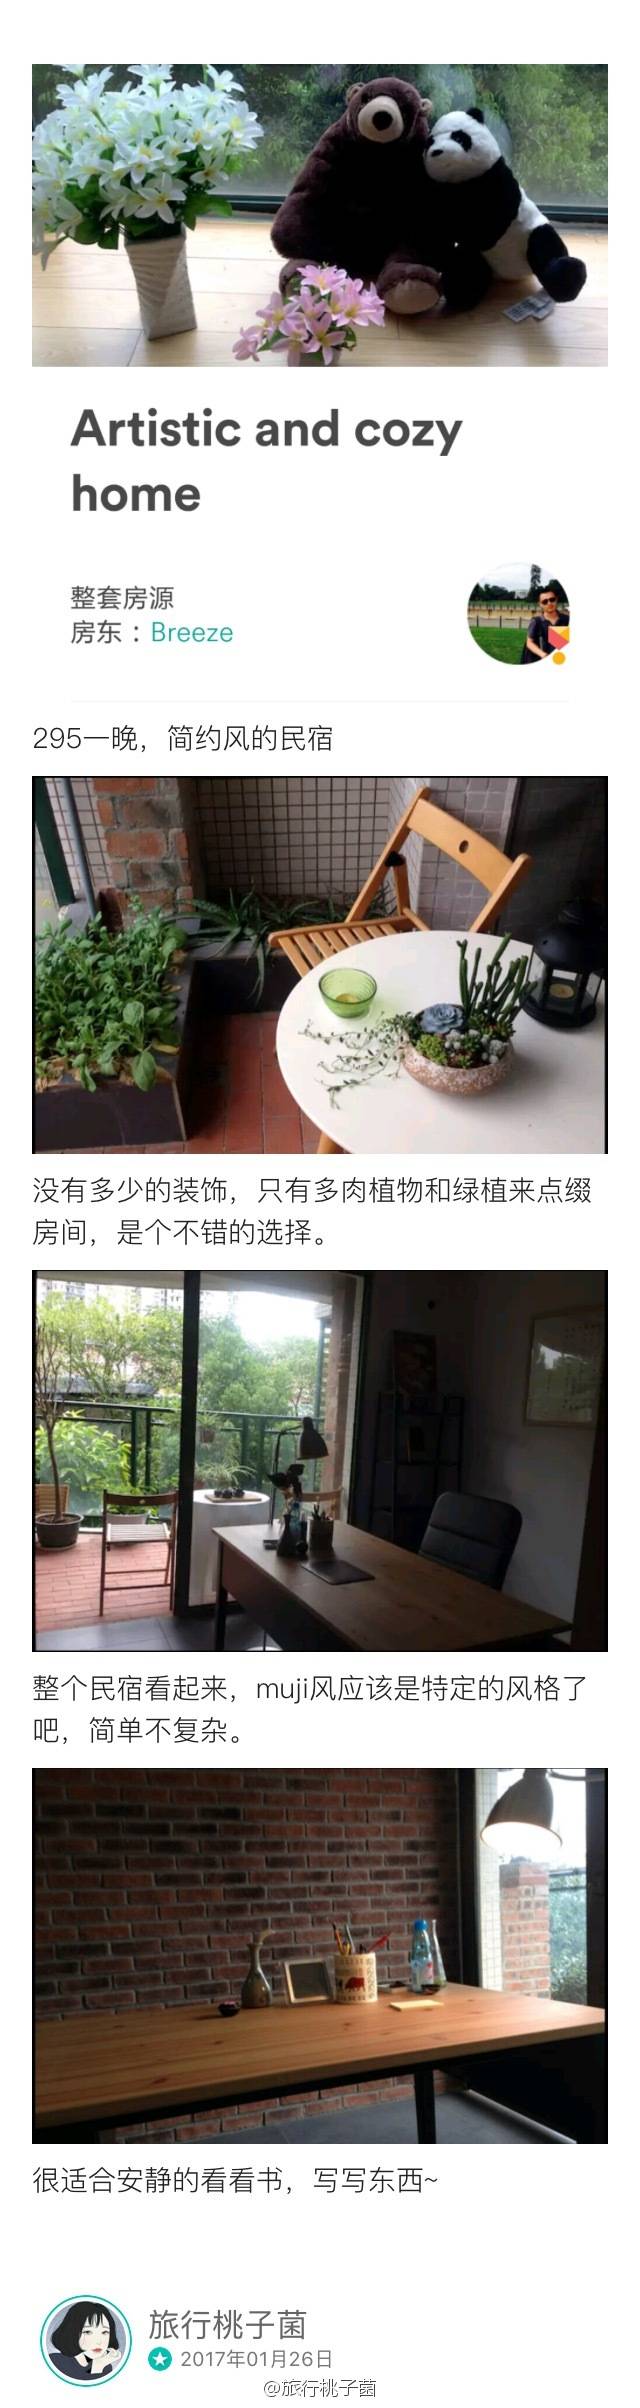 Artistic and cozy
home
整套房源
房东：Breeze
295一晚，简约风的民宿
没有多少的装饰，只有多肉植物和绿植来点缀
房间，是个不错的选择。
整个民宿看起来，muji风应该是特定的风格了
吧，简单不复杂。
很适合安静的看看书，写写东西~
旅行桃子菌
2017年01月26日
@旅行桃子菌